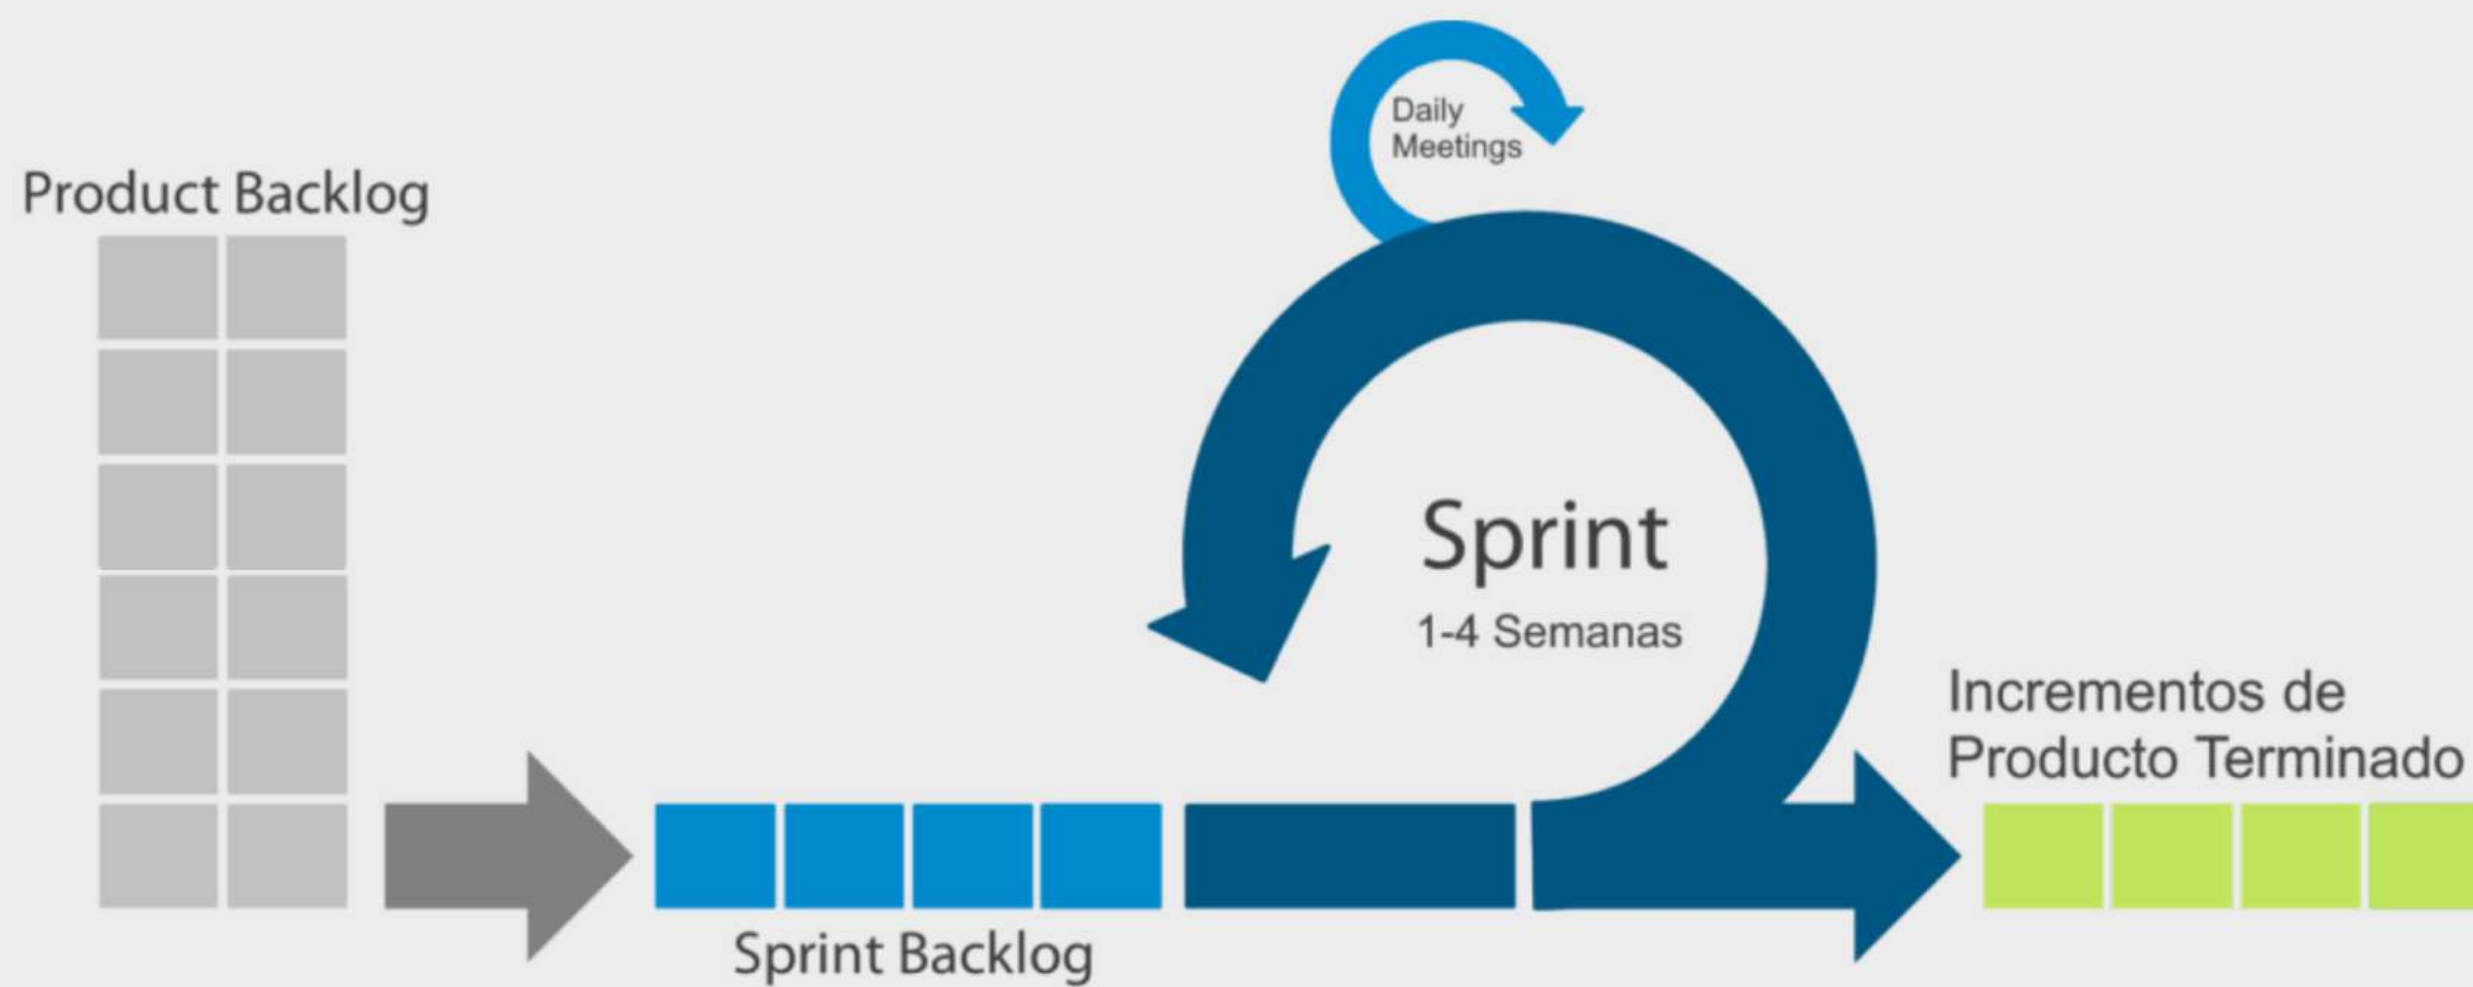 Daily
Meetings
Product Backlog
Sprint
1-4 Semanas
Incrementos de
Producto Terminado
Sprint Backlog